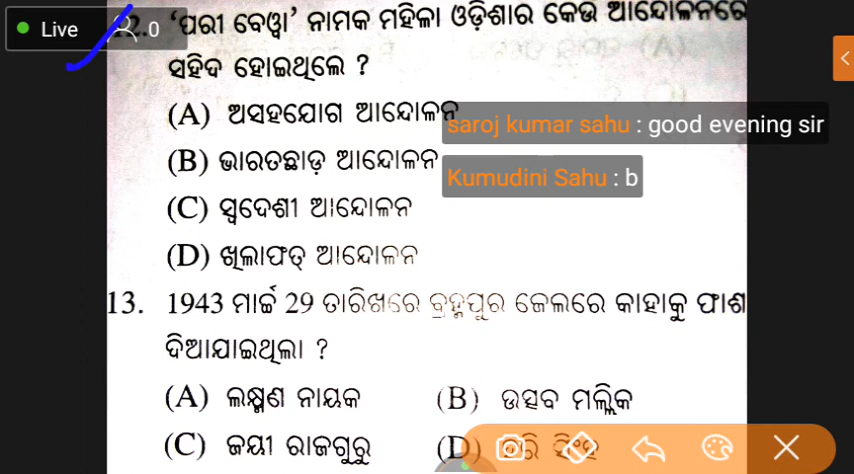 Live 0
2. ‘ପରୀ ବେୱା’ ନାମକ ମହିଳା ଓଡ଼ିଶାର କେଉ ଆନ୍ଦୋଳନରେ
ସହିଦ ହୋଇଥିଲେ ?
(A) ଅସହଯୋଗ ଆନ୍ଦୋଳନ
saroj kumar sahu : good evening sir
(B) ଭାରତଛାଡ଼ ଆନ୍ଦୋଳନ
Kumudini Sahu : b
(C) ସ୍ୱଦେଶୀ ଆନ୍ଦୋଳନ
(D) ଖିଲାଫତ୍ ଆନ୍ଦୋଳନ
13. 1943 ମାର୍ଚ୍ଚ 29 ତାରିଖରେ ବ୍ରହ୍ମପୁର ଜେଲରେ କାହାକୁ ଫାଶ
ଦିଆଯାଇଥିଲା ?
(A) ଲକ୍ଷ୍ମଣ ନାୟକ (B) ଉତ୍ସବ ମଲ୍ଲିକ
(C) ଜୟୀ ରାଜଗୁରୁ (D)